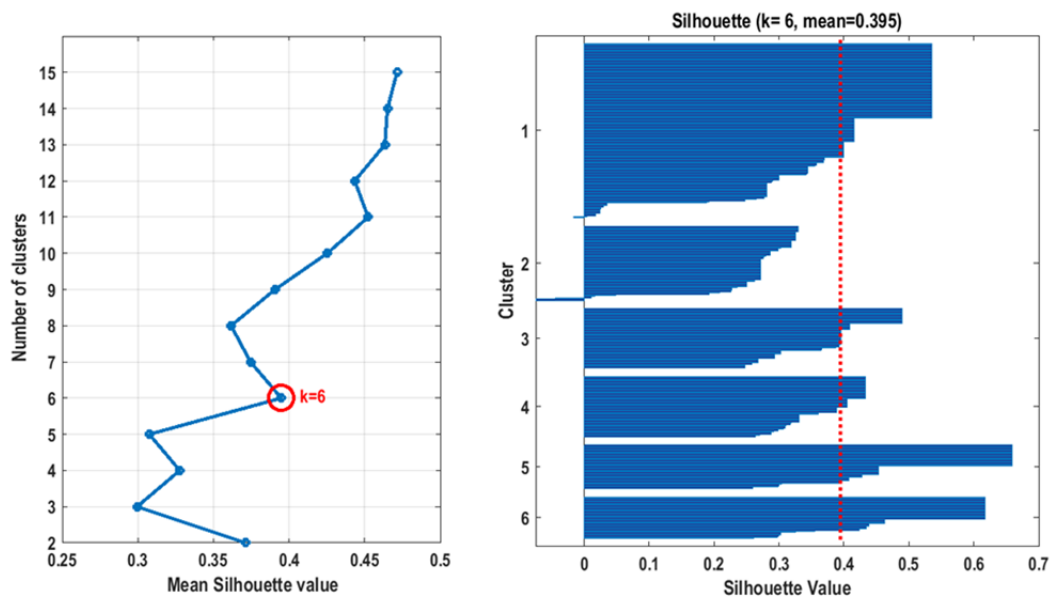 15
14
13
12
11
10
9
8
7
6
5
4
3
2
k=6
Number of clusters
0.25 0.3 0.35 0.4 0.45 0.5
Mean Silhouette value
Silhouette (k= 6, mean=0.395)
1
2
3
4
5
6
Cluster
0 0.1 0.2 0.3 0.4 0.5 0.6 0.7
Silhouette Value